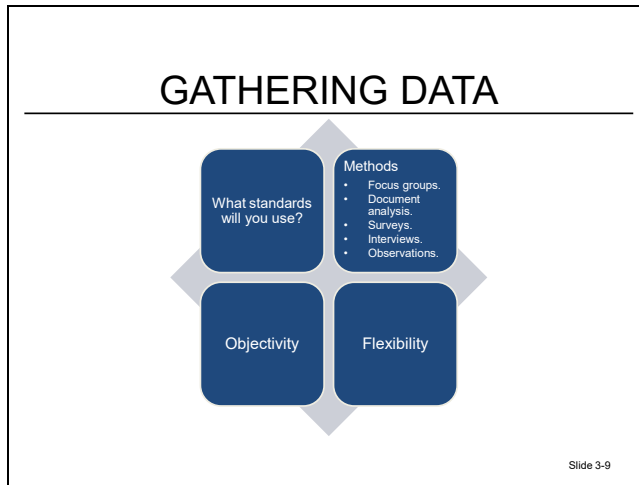 GATHERING DATA
What standards
will you use?
Methods
• Focus groups.
• Document
analysis.
• Surveys.
• Interviews.
• Observations.
Objectivity
Flexibility
Slide 3-9